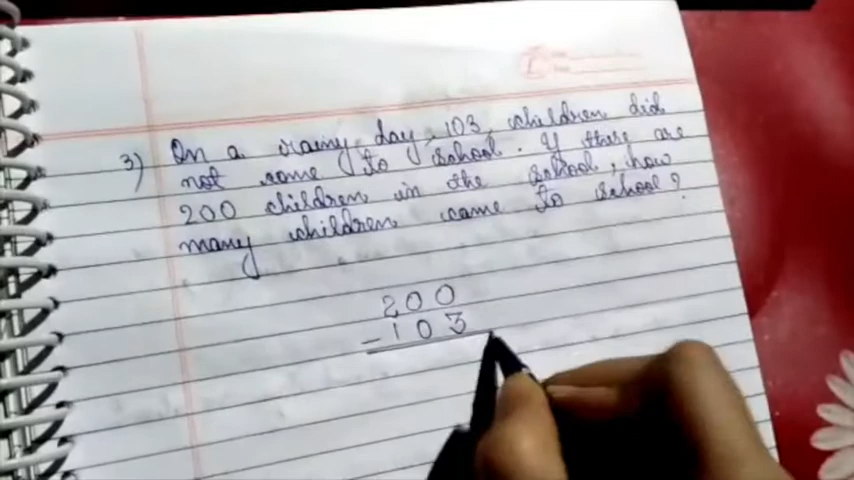 3) On a rainy day, 103, children did
not come to school. If there are
200 children in the school, how
many children came to school?
200
- 103